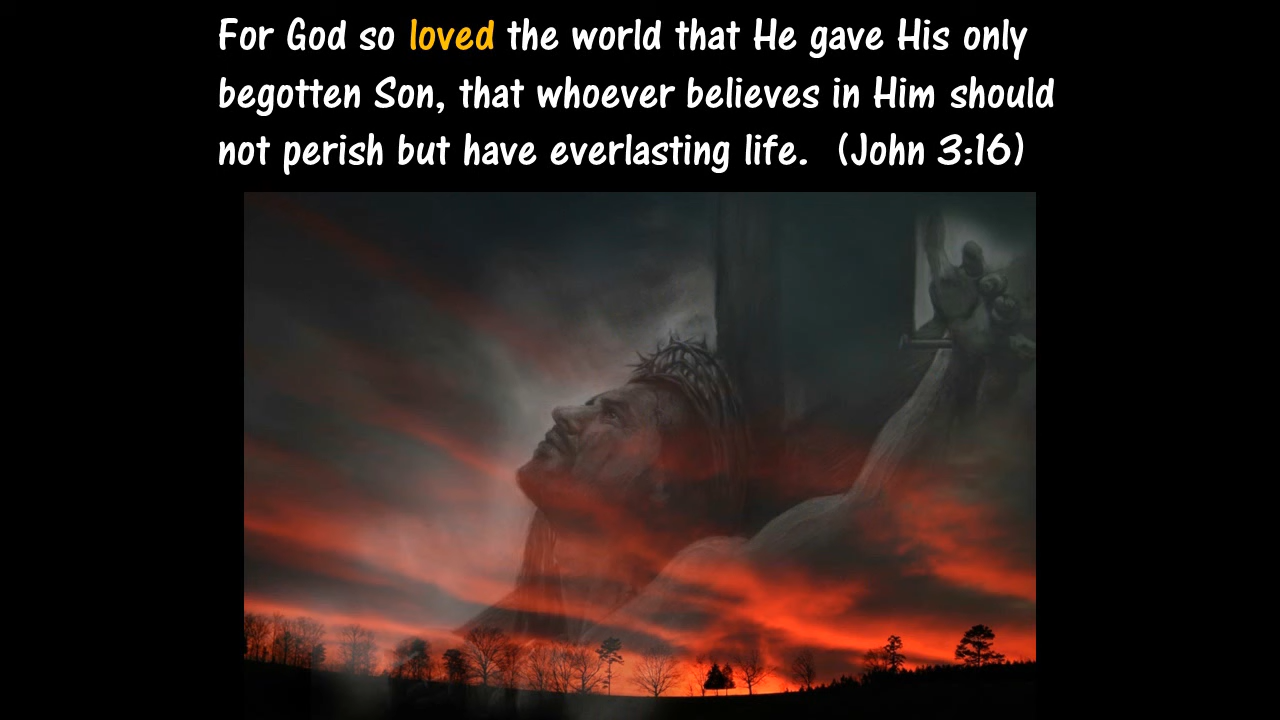 For God so loved the world that He gave His only
begotten Son, that whoever believes in Him should
not perish but have everlasting life.  (John 3:16)